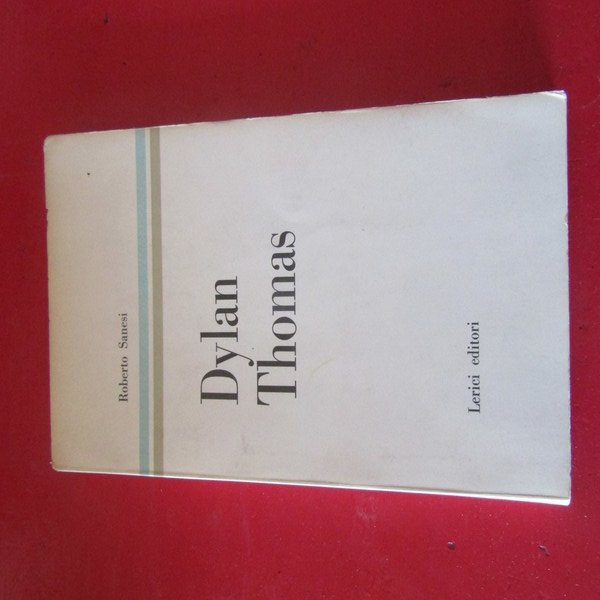 Roberto Sanesi
Dylan
Thomas
Lerici editori